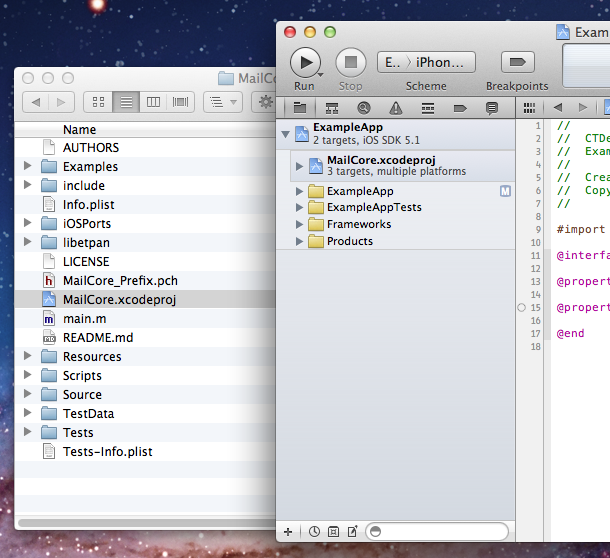 MailCo
Name
AUTHORS
Examples
include
Info.plist
iOSPorts
libetpan
LICENSE
MailCore_Prefix.pch
MailCore.xcodeproj
main.m
README.md
Resources
Scripts
Source
TestData
Tests
Tests-Info.plist
Exam
Run
Stop
E.. iPhon...
Scheme
Breakpoints
ExampleApp
2 targets, iOS SDK 5.1
MailCore.xcodeproj
3 targets, multiple platforms
ExampleApp M
ExampleAppTests
Frameworks
Products
1 //
2 // CTDe
3 // Exam
4 //
5 // Crea
6 // Copy
7 //
8
9 #import
10
11 @interfa
12
13 @propert
14
15 @propert
16
17 @end
18